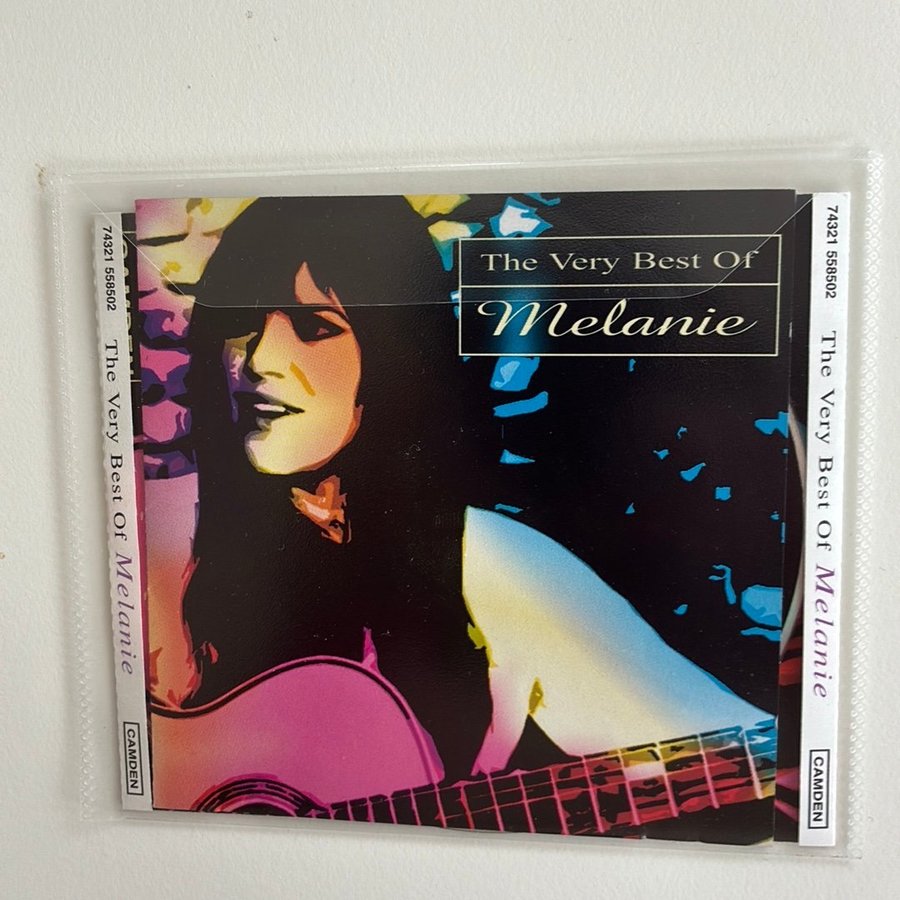 The Very Best Of
Melanie
74321 558502 The Very Best Of Melanie CAMDEN
74321 558502 The Very Best Of Melanie CAMDEN